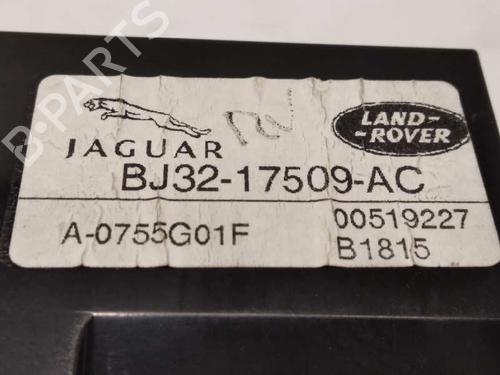 B-PARTS
JAGUAR
LAND-
ROVER
BJ32-17509-AC
A-0755G01F
00519227
B1815